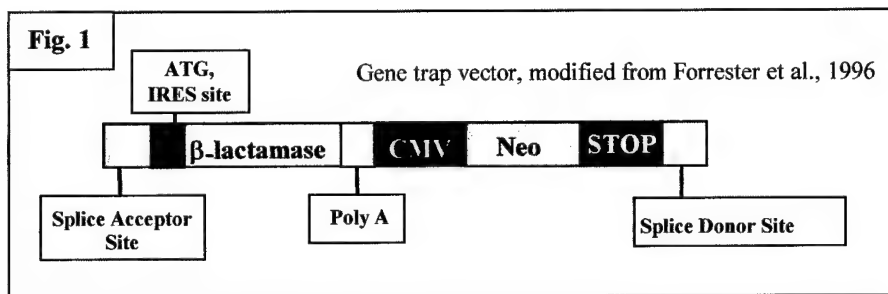 Fig. 1
ATG,
IRES site
Gene trap vector, modified from Forrester et al., 1996
β-lactamase
CMV
Neo
STOP
Splice Acceptor
Site
Poly A
Splice Donor Site